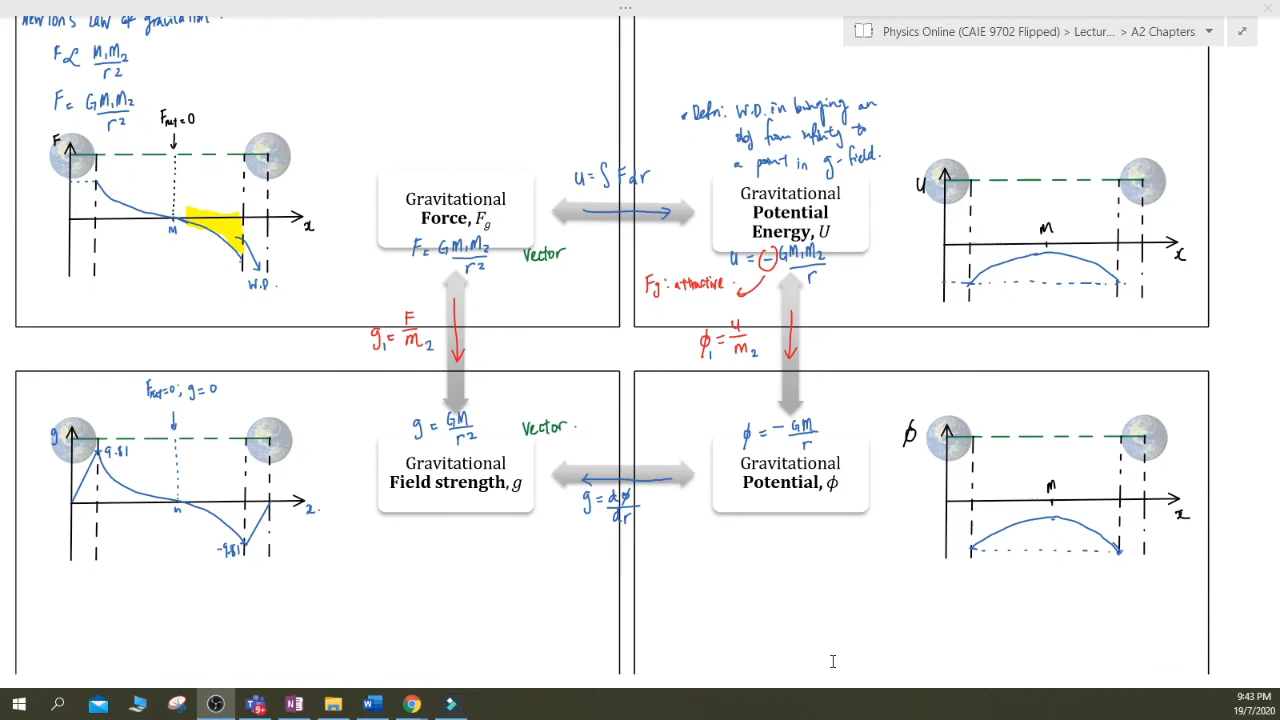 Newton's Law of gravitation.
Physics Online (CAIE 9702 Flipped) > Lectur... > A2 Chapters
F ∝ M₁M₂/r²
F = GM₁M₂/r²
Fnet = 0
F
M
x
W.D.
Gravitational
Force, F_g
F = GM₁M₂/r²
vector
U = ∫ F dr
• Defn: W.D. in bringing an
obj from infinity to
a point in g-field.
Gravitational
Potential
Energy, U
U = - GM₁M₂/r
Fg: attractive.
U
M
x
g₁ = F/m₂
ϕ₁ = U/m₂
Fnet=0; g=0
g
9.81
M
x.
-9.81
g = GM/r²
vector.
Gravitational
Field strength, g
g = dϕ/dr
ϕ = - GM/r
Gravitational
Potential, ϕ
ϕ
M
x
9:43 PM
19/7/2020